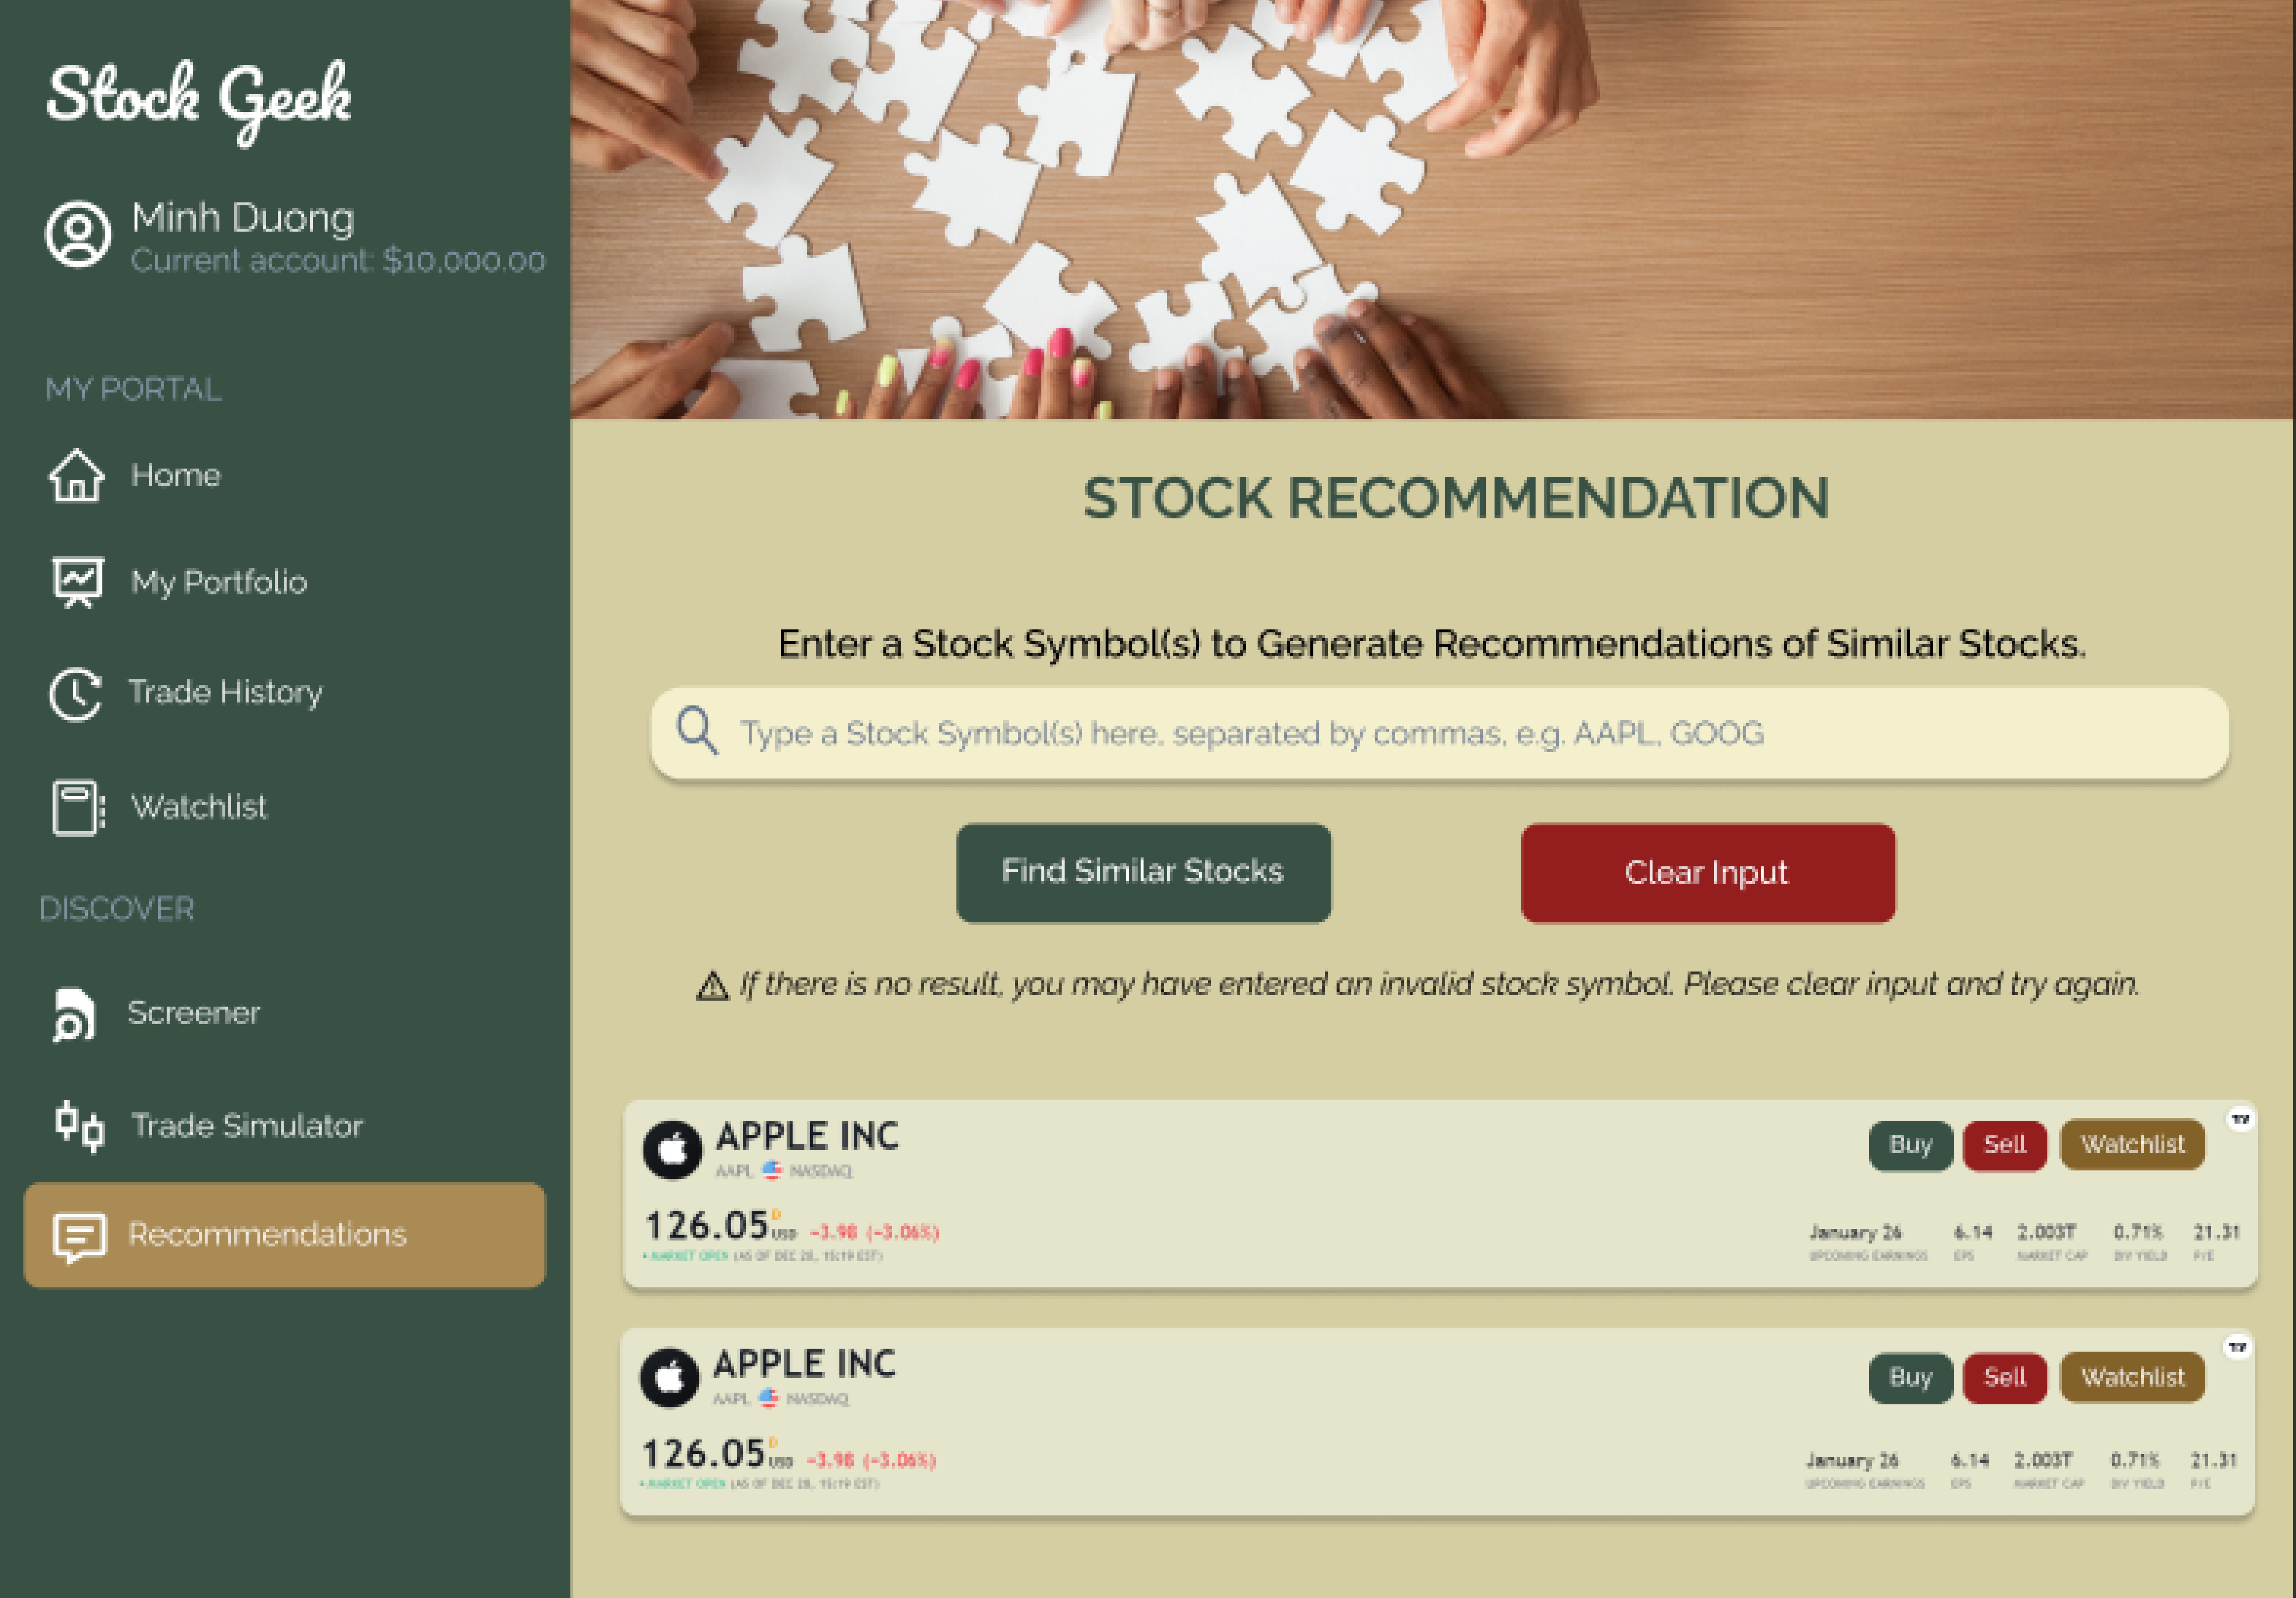 Stock Geek
Minh Duong
Current account: $10,000.00
MY PORTAL
Home
My Portfolio
Trade History
Watchlist
DISCOVER
Screener
Trade Simulator
Recommendations
STOCK RECOMMENDATION
Enter a Stock Symbol(s) to Generate Recommendations of Similar Stocks.
Type a Stock Symbol(s) here, separated by commas, e.g. AAPL, GOOG
Find Similar Stocks
Clear Input
If there is no result, you may have entered an invalid stock symbol. Please clear input and try again.
APPLE INC
Buy Sell Watchlist
AAPL NASDAQ
126.05 D USD -3.98 (-3.06%)
January 26 6.14 2.003T 0.71% 21.31
MARKET OPEN (AS OF DEC 28, 15:19 EST)
UPCOMING EARNINGS EPS MARKET CAP DIV YIELD P/E
APPLE INC
Buy Sell Watchlist
AAPL NASDAQ
126.05 D USD -3.98 (-3.06%)
January 26 6.14 2.003T 0.71% 21.31
MARKET OPEN (AS OF DEC 28, 15:19 EST)
UPCOMING EARNINGS EPS MARKET CAP DIV YIELD P/E